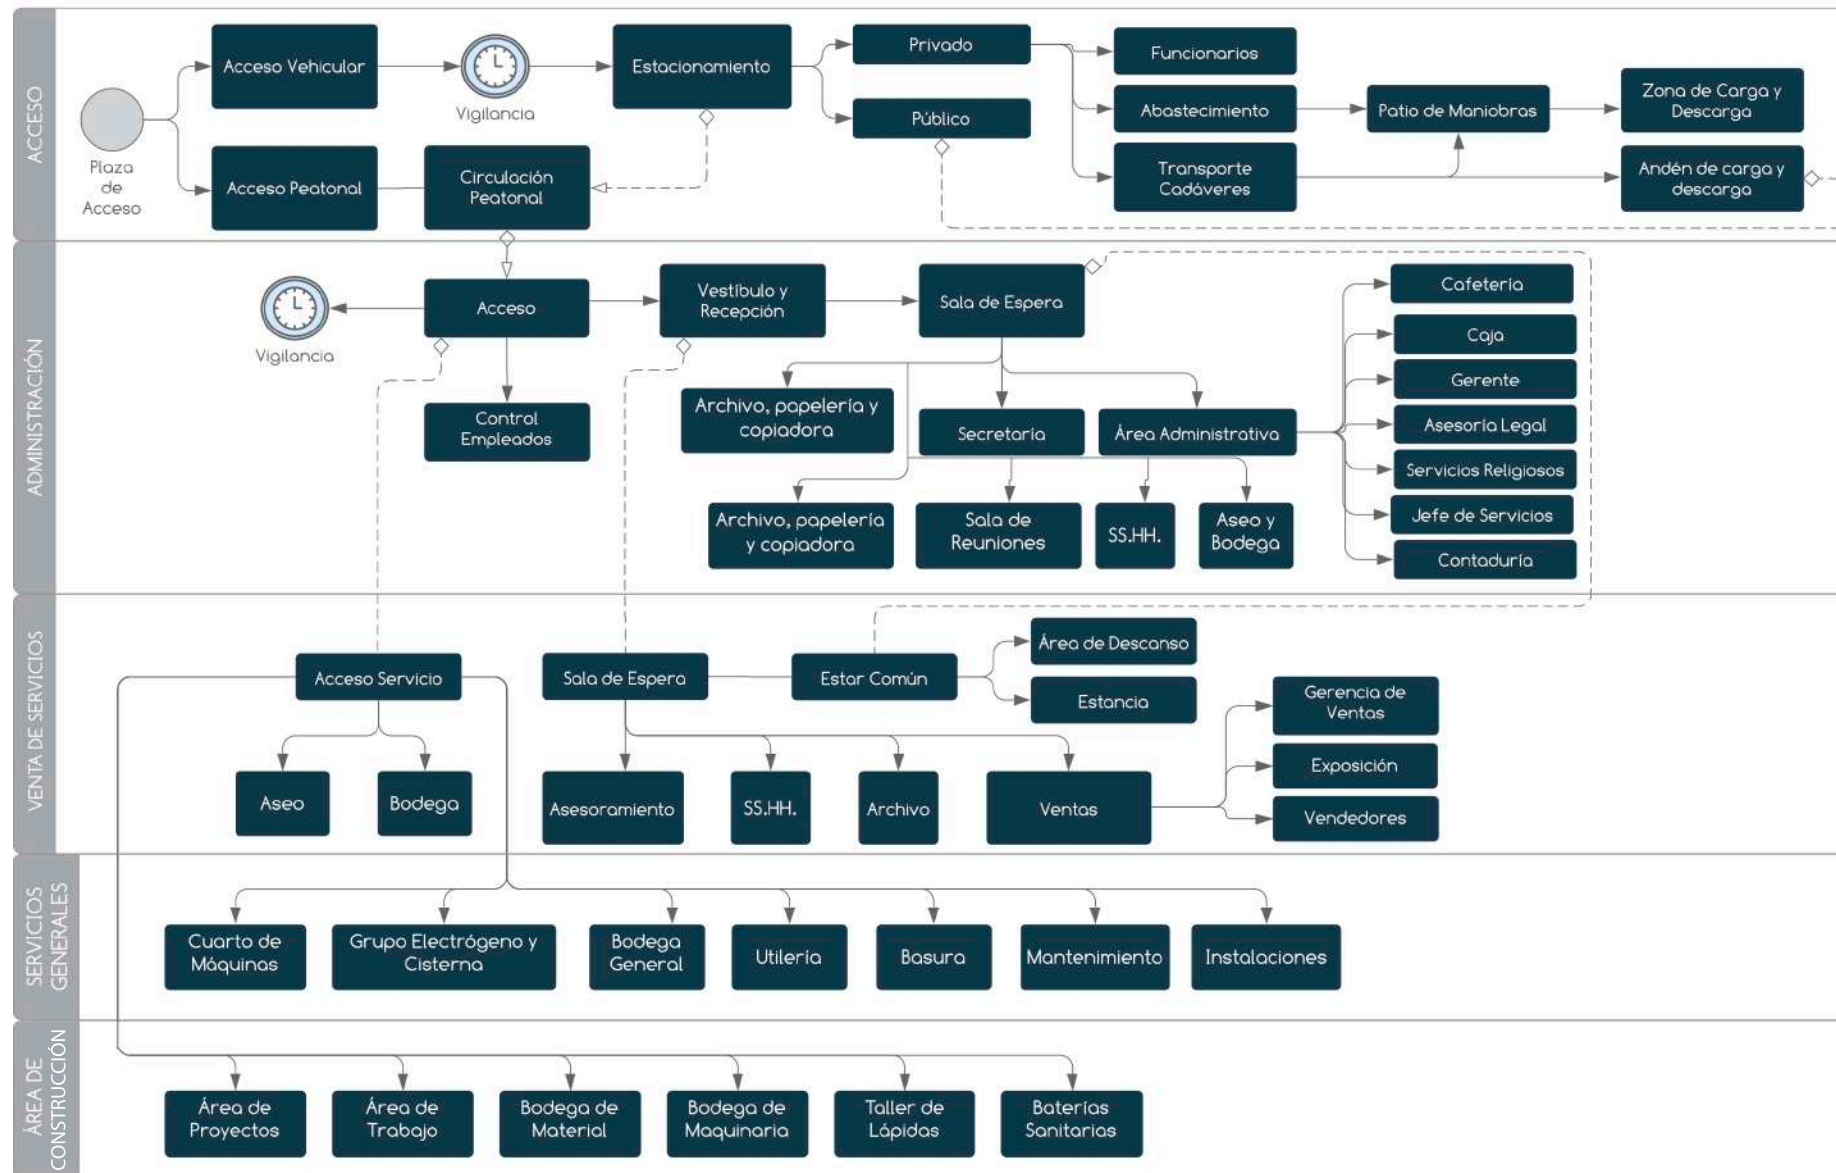 ACCESO
Plaza
de
Acceso
Acceso Vehicular
Vigilancia
Estacionamiento
Privado
Público
Funcionarios
Abastecimiento
Transporte
Cadáveres
Patio de Maniobras
Zona de Carga y
Descarga
Andén de carga y
descarga
Acceso Peatonal
Circulación
Peatonal
ADMINISTRACIÓN
Vigilancia
Acceso
Control
Empleados
Vestíbulo y
Recepción
Sala de Espera
Archivo, papelería y
copiadora
Secretaría
Área Administrativa
Archivo, papelería
y copiadora
Sala de
Reuniones
SS.HH.
Aseo y
Bodega
Cafetería
Caja
Gerente
Asesoría Legal
Servicios Religiosos
Jefe de Servicios
Contaduría
VENTA DE SERVICIOS
Acceso Servicio
Aseo
Bodega
Sala de Espera
Estar Común
Área de Descanso
Estancia
Asesoramiento
SS.HH.
Archivo
Ventas
Gerencia de
Ventas
Exposición
Vendedores
SERVICIOS
GENERALES
Cuarto de
Máquinas
Grupo Electrógeno y
Cisterna
Bodega
General
Utilería
Basura
Mantenimiento
Instalaciones
ÁREA DE
CONSTRUCCIÓN
Área de
Proyectos
Área de
Trabajo
Bodega de
Material
Bodega de
Maquinaria
Taller de
Lápidas
Baterías
Sanitarias